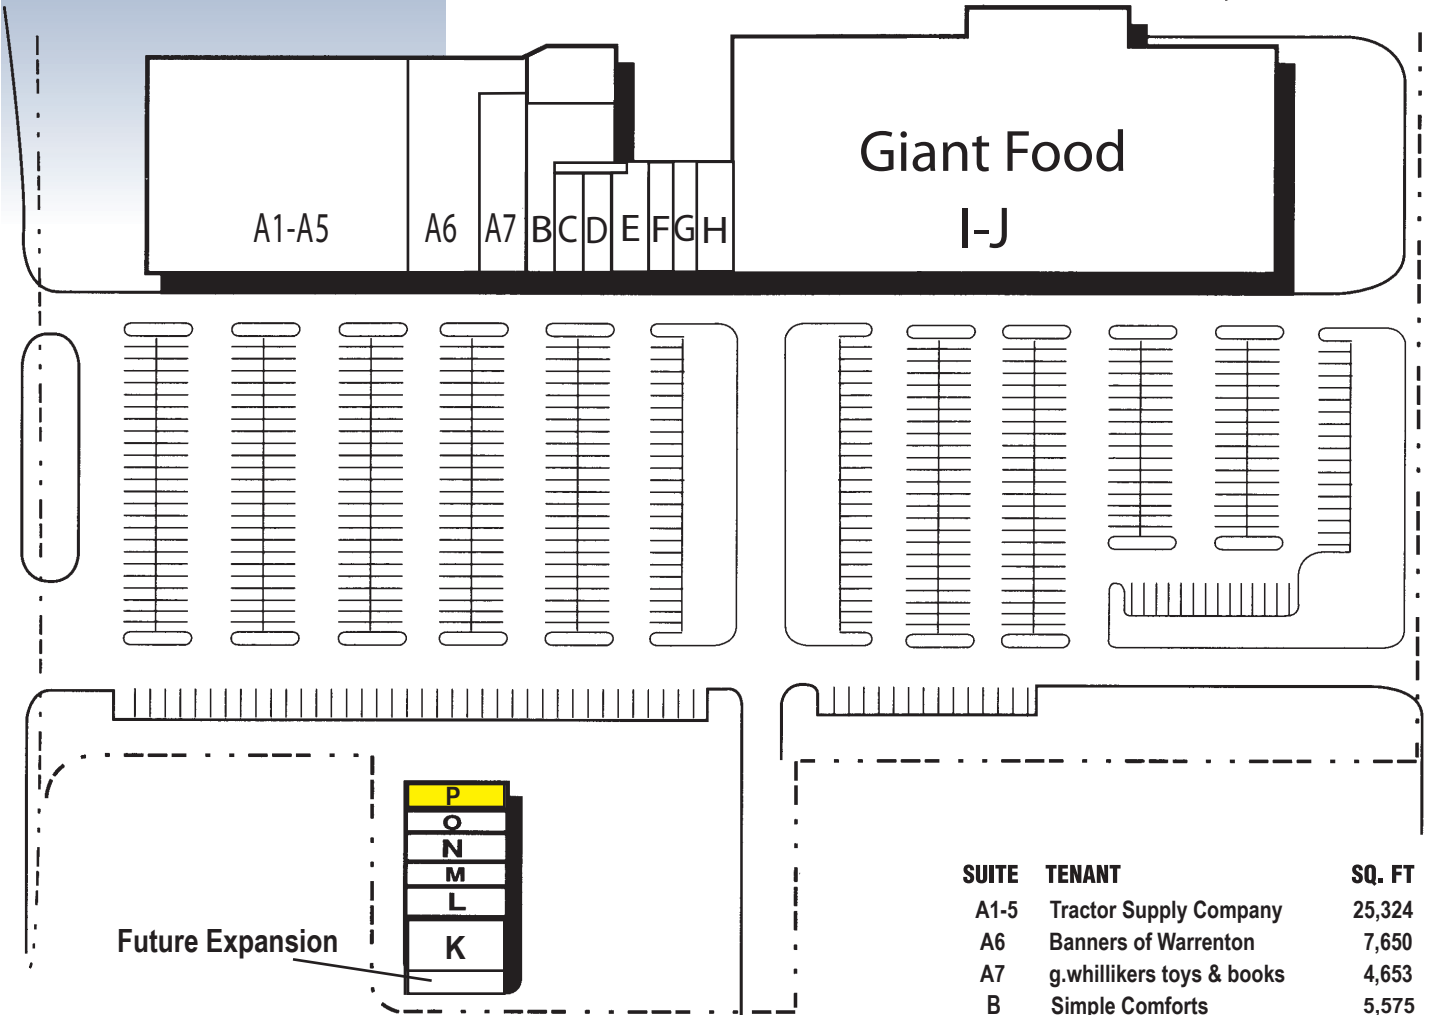 Giant Food
I-J
A1-A5 A6 A7 B C D E F G H
P
O
N
M
L
K
Future Expansion
SUITE TENANT SQ. FT
A1-5 Tractor Supply Company 25,324
A6 Banners of Warrenton 7,650
A7 g.whillikers toys & books 4,653
B Simple Comforts 5,575